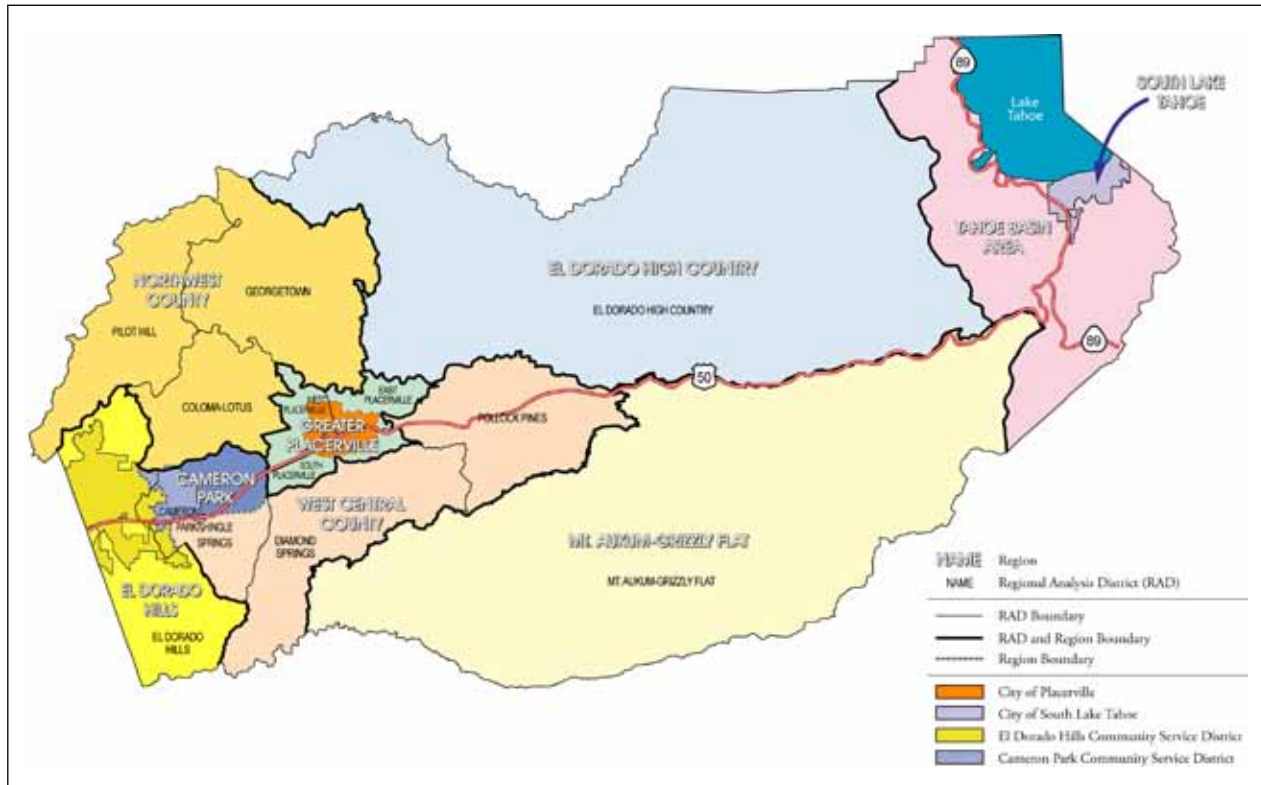 89
Lake
Tahoe
SOUTH LAKE
TAHOE
TAHOE BASIN
AREA
EL DORADO HIGH COUNTRY
EL DORADO HIGH COUNTRY
NORTHWEST
COUNTY
GEORGETOWN
PILOT HILL
COLOMA-LOTUS
50
89
EAST
PLACERVILLE
WEST
PLACERVILLE
GREATER
PLACERVILLE
SOUTH
PLACERVILLE
POLLOCK PINES
CAMERON
PARK
CAMERON
PARK/SHINGLE
SPRINGS
WEST CENTRAL
COUNTY
DIAMOND
SPRINGS
MT. AUKUM-GRIZZLY FLAT
MT. AUKUM-GRIZZLY FLAT
EL DORADO
HILLS
EL DORADO
HILLS
NAME Region
NAME Regional Analysis District (RAD)
RAD Boundary
RAD and Region Boundary
Region Boundary
City of Placerville
City of South Lake Tahoe
El Dorado Hills Community Service District
Cameron Park Community Service District